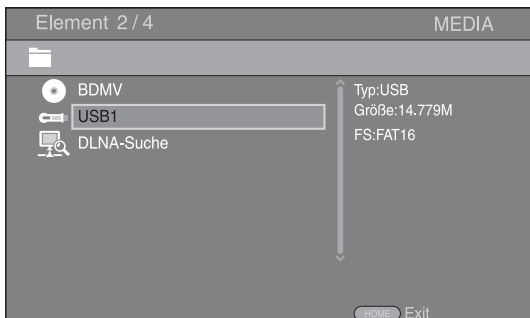 Element 2/4 MEDIA
BDMV
USB1
DLNA-Suche
Typ:USB
Größe:14.779M
FS:FAT16
HOME Exit